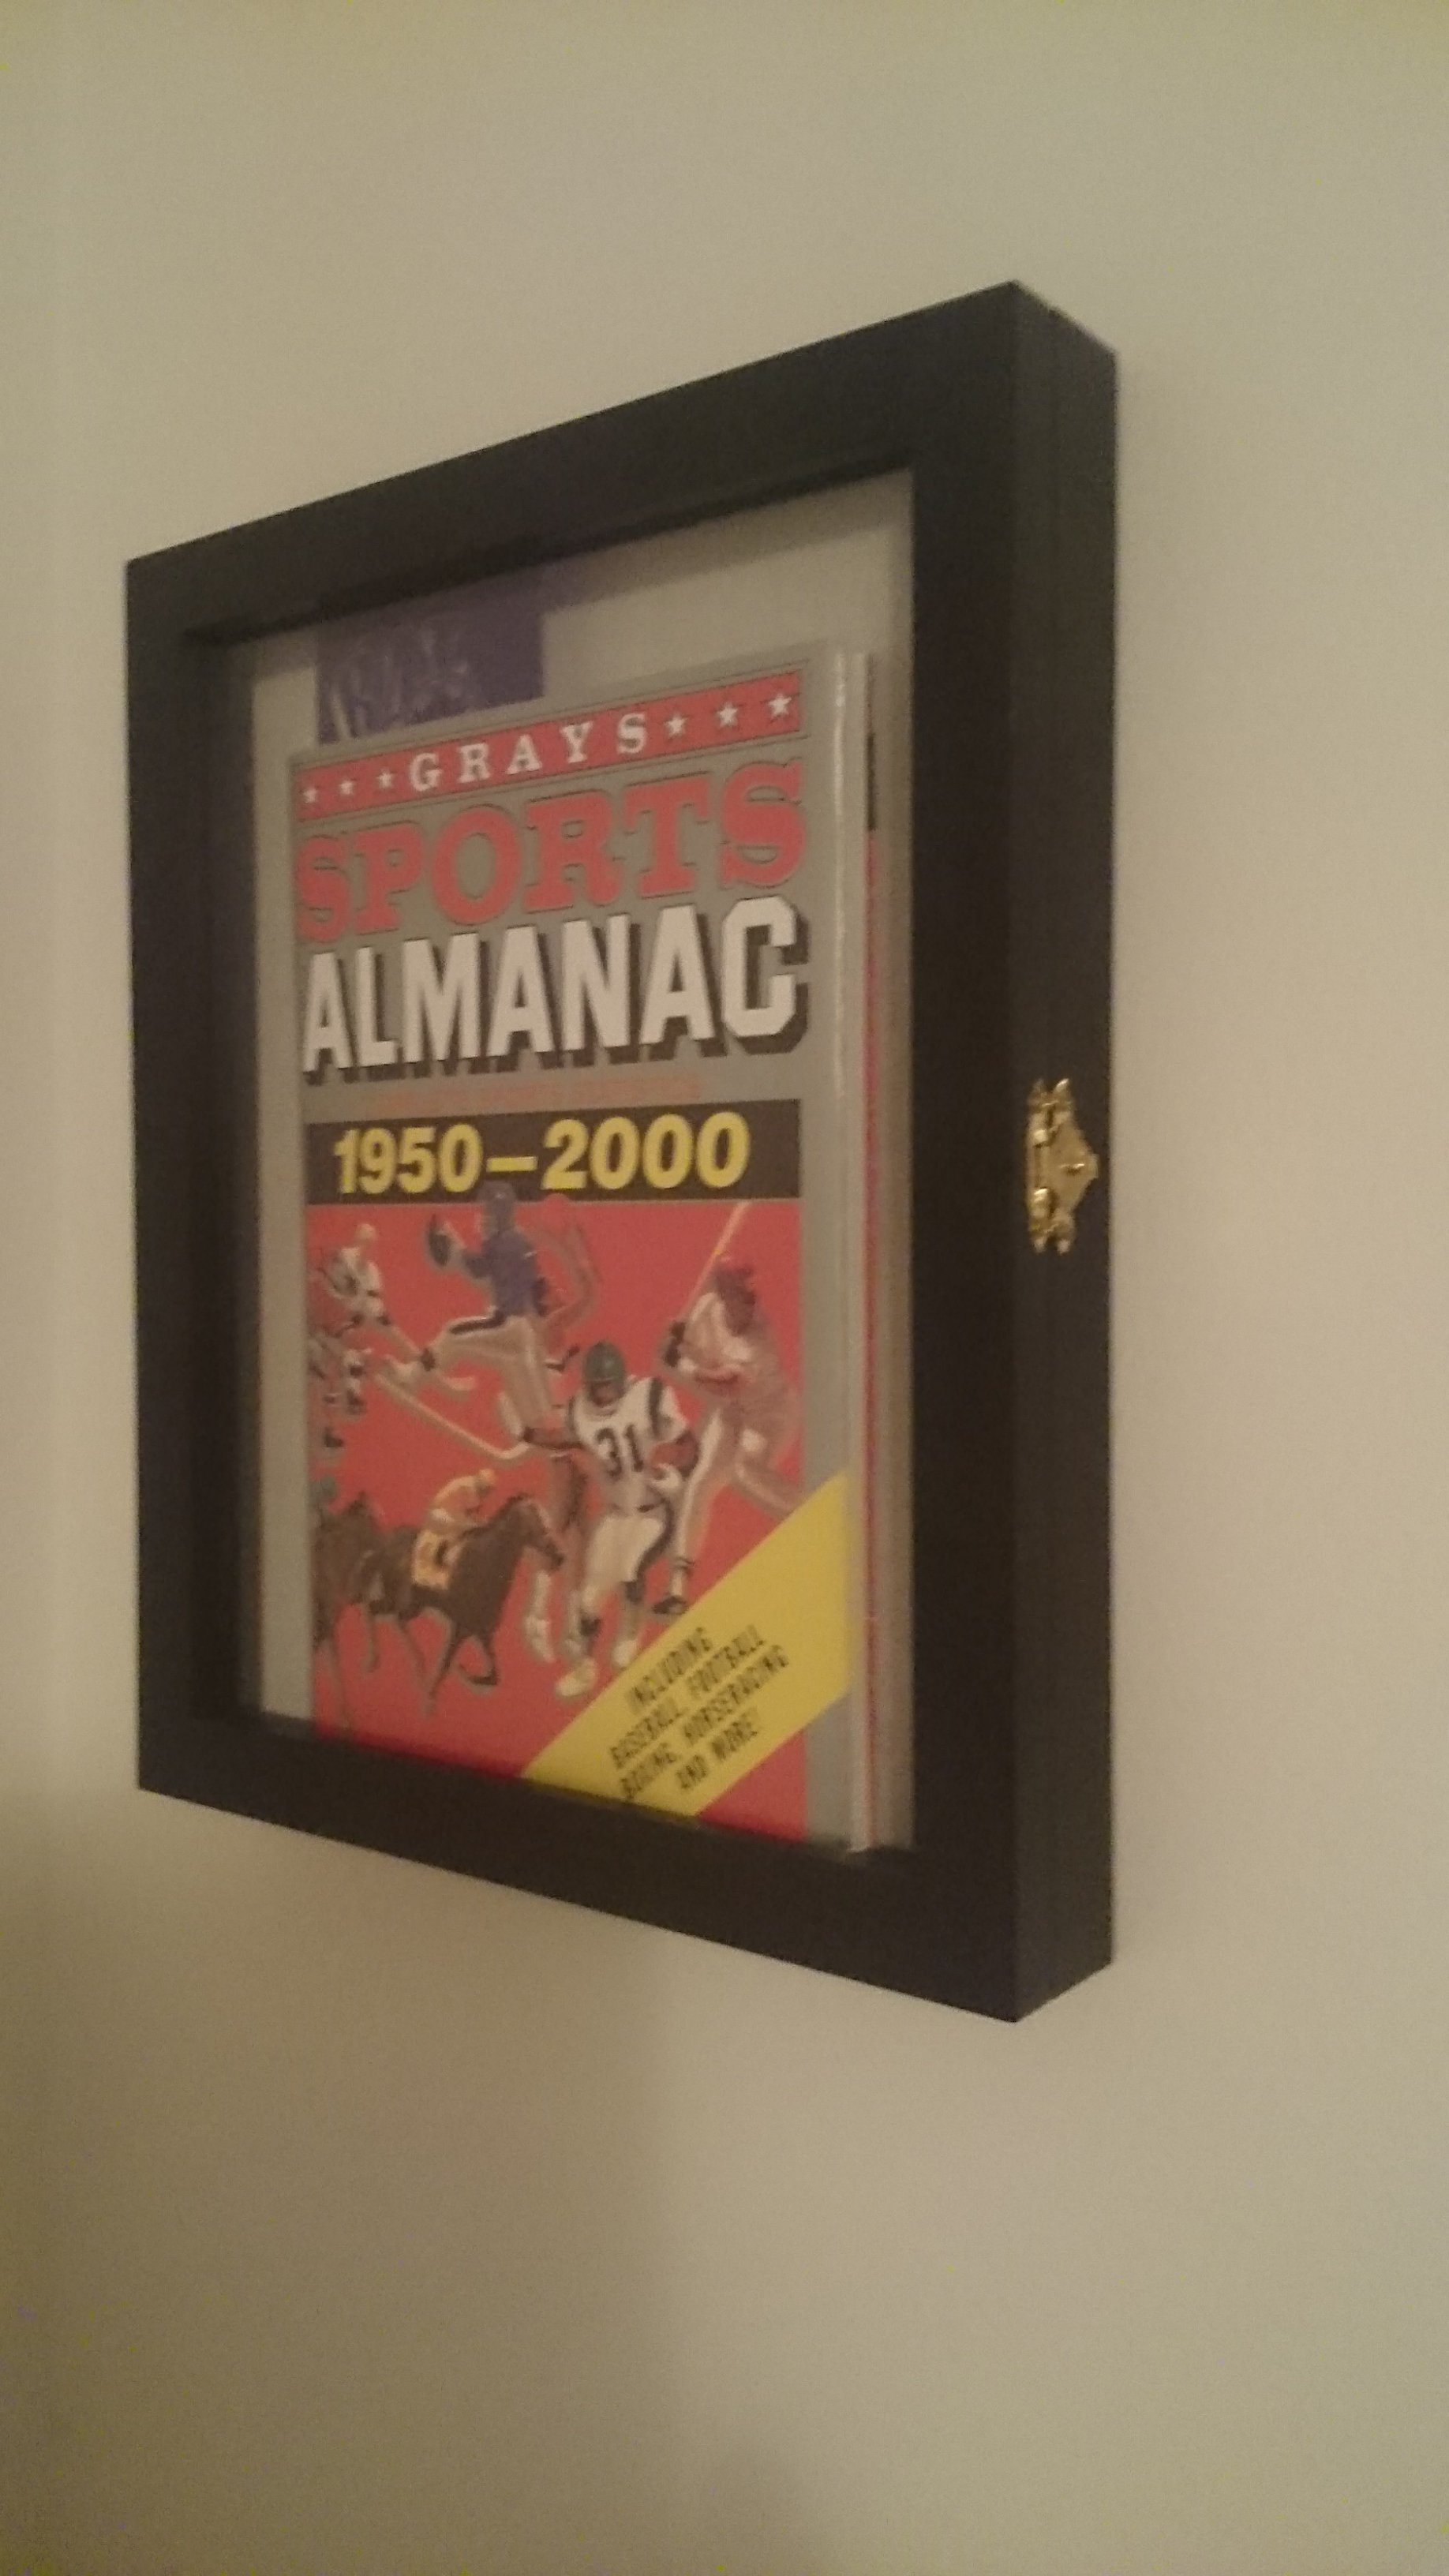 ★ ★ ★ GRAYS ★ ★ ★
SPORTS
ALMANAC
1950–2000
31
INCLUDING
BASEBALL, FOOTBALL
BOXING, HORSERACING
AND MORE!